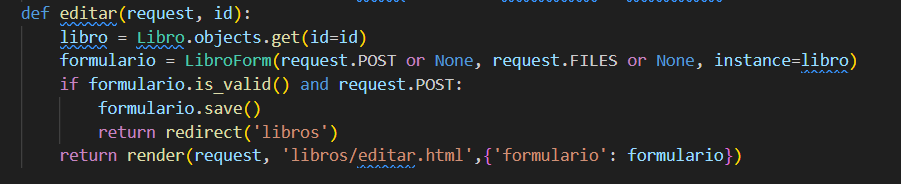 def editar(request, id):
    libro = Libro.objects.get(id=id)
    formulario = LibroForm(request.POST or None, request.FILES or None, instance=libro)
    if formulario.is_valid() and request.POST:
        formulario.save()
        return redirect('libros')
    return render(request, 'libros/editar.html',{'formulario': formulario})